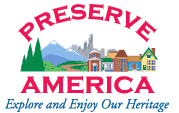 PRESERVE
AMERICA
Explore and Enjoy Our Heritage